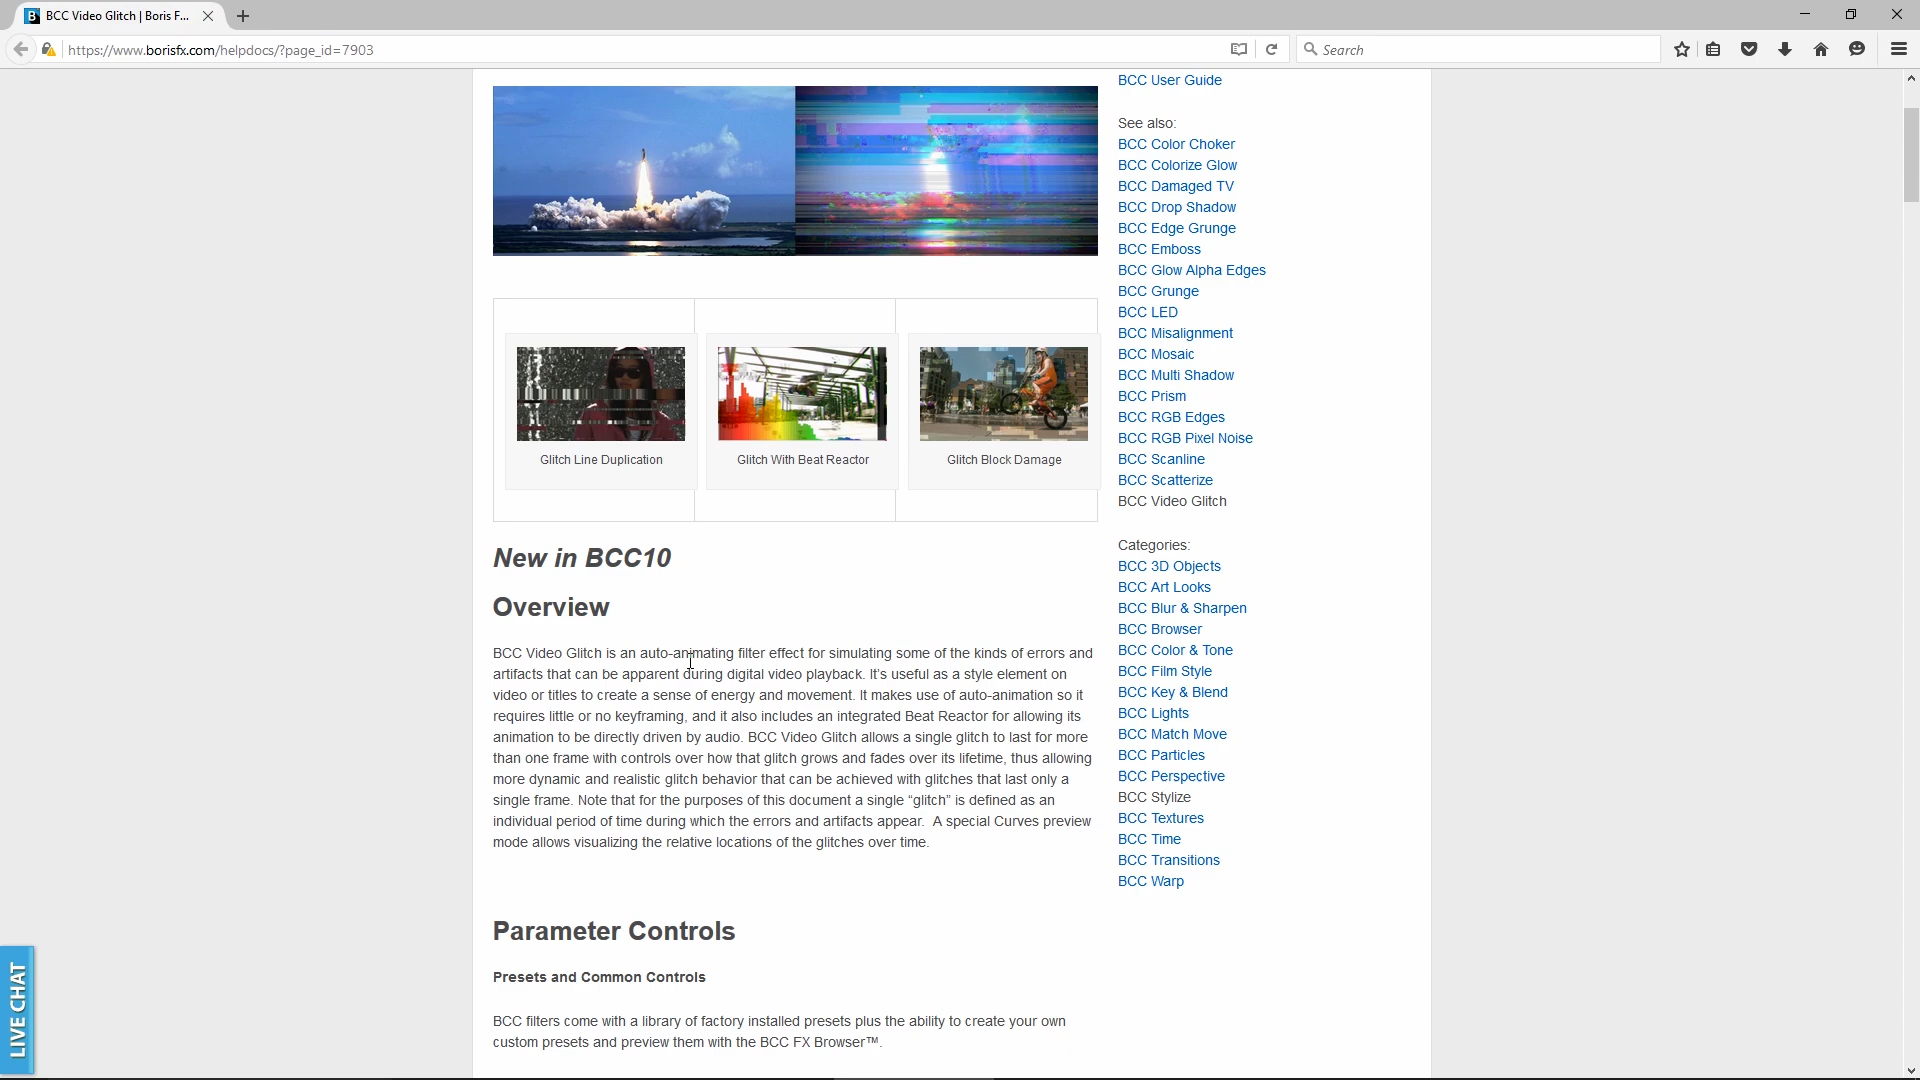 BCC Video Glitch | Boris F...
https://www.borisfx.com/helpdocs/?page_id=7903
Search
Glitch Line Duplication
Glitch With Beat Reactor
Glitch Block Damage
New in BCC10
Overview
BCC Video Glitch is an auto-animating filter effect for simulating some of the kinds of errors and
artifacts that can be apparent during digital video playback. It’s useful as a style element on
video or titles to create a sense of energy and movement. It makes use of auto-animation so it
requires little or no keyframing, and it also includes an integrated Beat Reactor for allowing its
animation to be directly driven by audio. BCC Video Glitch allows a single glitch to last for more
than one frame with controls over how that glitch grows and fades over its lifetime, thus allowing
more dynamic and realistic glitch behavior that can be achieved with glitches that last only a
single frame. Note that for the purposes of this document a single “glitch” is defined as an
individual period of time during which the errors and artifacts appear.  A special Curves preview
mode allows visualizing the relative locations of the glitches over time.
Parameter Controls
Presets and Common Controls
BCC filters come with a library of factory installed presets plus the ability to create your own
custom presets and preview them with the BCC FX Browser™.
BCC User Guide
See also:
BCC Color Choker
BCC Colorize Glow
BCC Damaged TV
BCC Drop Shadow
BCC Edge Grunge
BCC Emboss
BCC Glow Alpha Edges
BCC Grunge
BCC LED
BCC Misalignment
BCC Mosaic
BCC Multi Shadow
BCC Prism
BCC RGB Edges
BCC RGB Pixel Noise
BCC Scanline
BCC Scatterize
BCC Video Glitch
Categories:
BCC 3D Objects
BCC Art Looks
BCC Blur & Sharpen
BCC Browser
BCC Color & Tone
BCC Film Style
BCC Key & Blend
BCC Lights
BCC Match Move
BCC Particles
BCC Perspective
BCC Stylize
BCC Textures
BCC Time
BCC Transitions
BCC Warp
LIVE CHAT